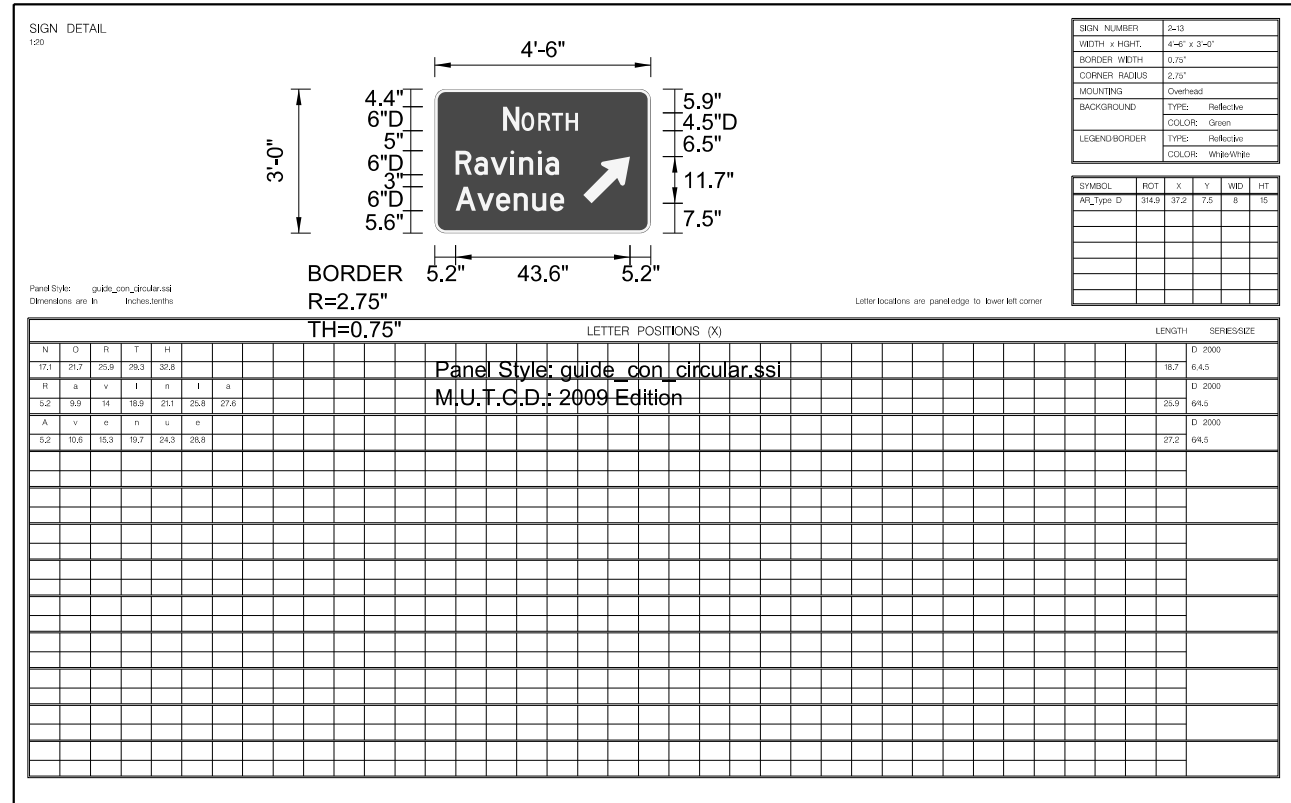 SIGN DETAIL
1:20
4'-6"
3'-0"
4.4"
6"D
5"
6"D
3"
6"D
5.6"
NORTH
Ravinia
Avenue
5.9"
4.5"D
6.5"
11.7"
7.5"
5.2" 43.6" 5.2"
BORDER
R=2.75"
TH=0.75"
Panel Style: guide_con_circular.ssi
M.U.T.C.D.: 2009 Edition
SIGN NUMBER 2-13
WIDTH x HGHT. 4'-6" x 3'-0"
BORDER WIDTH 0.75"
CORNER RADIUS 2.75"
MOUNTING Overhead
BACKGROUND TYPE: Reflective
COLOR: Green
LEGEND/BORDER TYPE: Reflective
COLOR: White/White
SYMBOL ROT X Y WID HT
AR_Type D 314.9 37.2 7.5 8 15
Panel Style: guide_con_circular.ssi
Dimensions are in inches.tenths
Letter locations are panel edge to lower left corner
LETTER POSITIONS (X) LENGTH SERIES/SIZE
N O R T H D 2000
17.1 21.7 25.9 29.3 32.8 18.7 6,4.5
R a v i n i a D 2000
5.2 9.9 14 18.9 21.1 25.8 27.6 25.9 6/4.5
A v e n u e D 2000
5.2 10.6 15.3 19.7 24.3 28.8 27.2 6/4.5